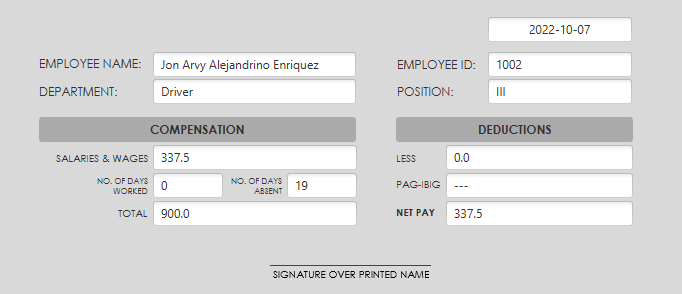 2022-10-07
EMPLOYEE NAME: Jon Arvy Alejandrino Enriquez EMPLOYEE ID: 1002
DEPARTMENT: Driver POSITION: III
COMPENSATION DEDUCTIONS
SALARIES & WAGES 337.5 LESS 0.0
NO. OF DAYS WORKED 0 NO. OF DAYS ABSENT 19 PAG-IBIG ---
TOTAL 900.0 NET PAY 337.5
SIGNATURE OVER PRINTED NAME